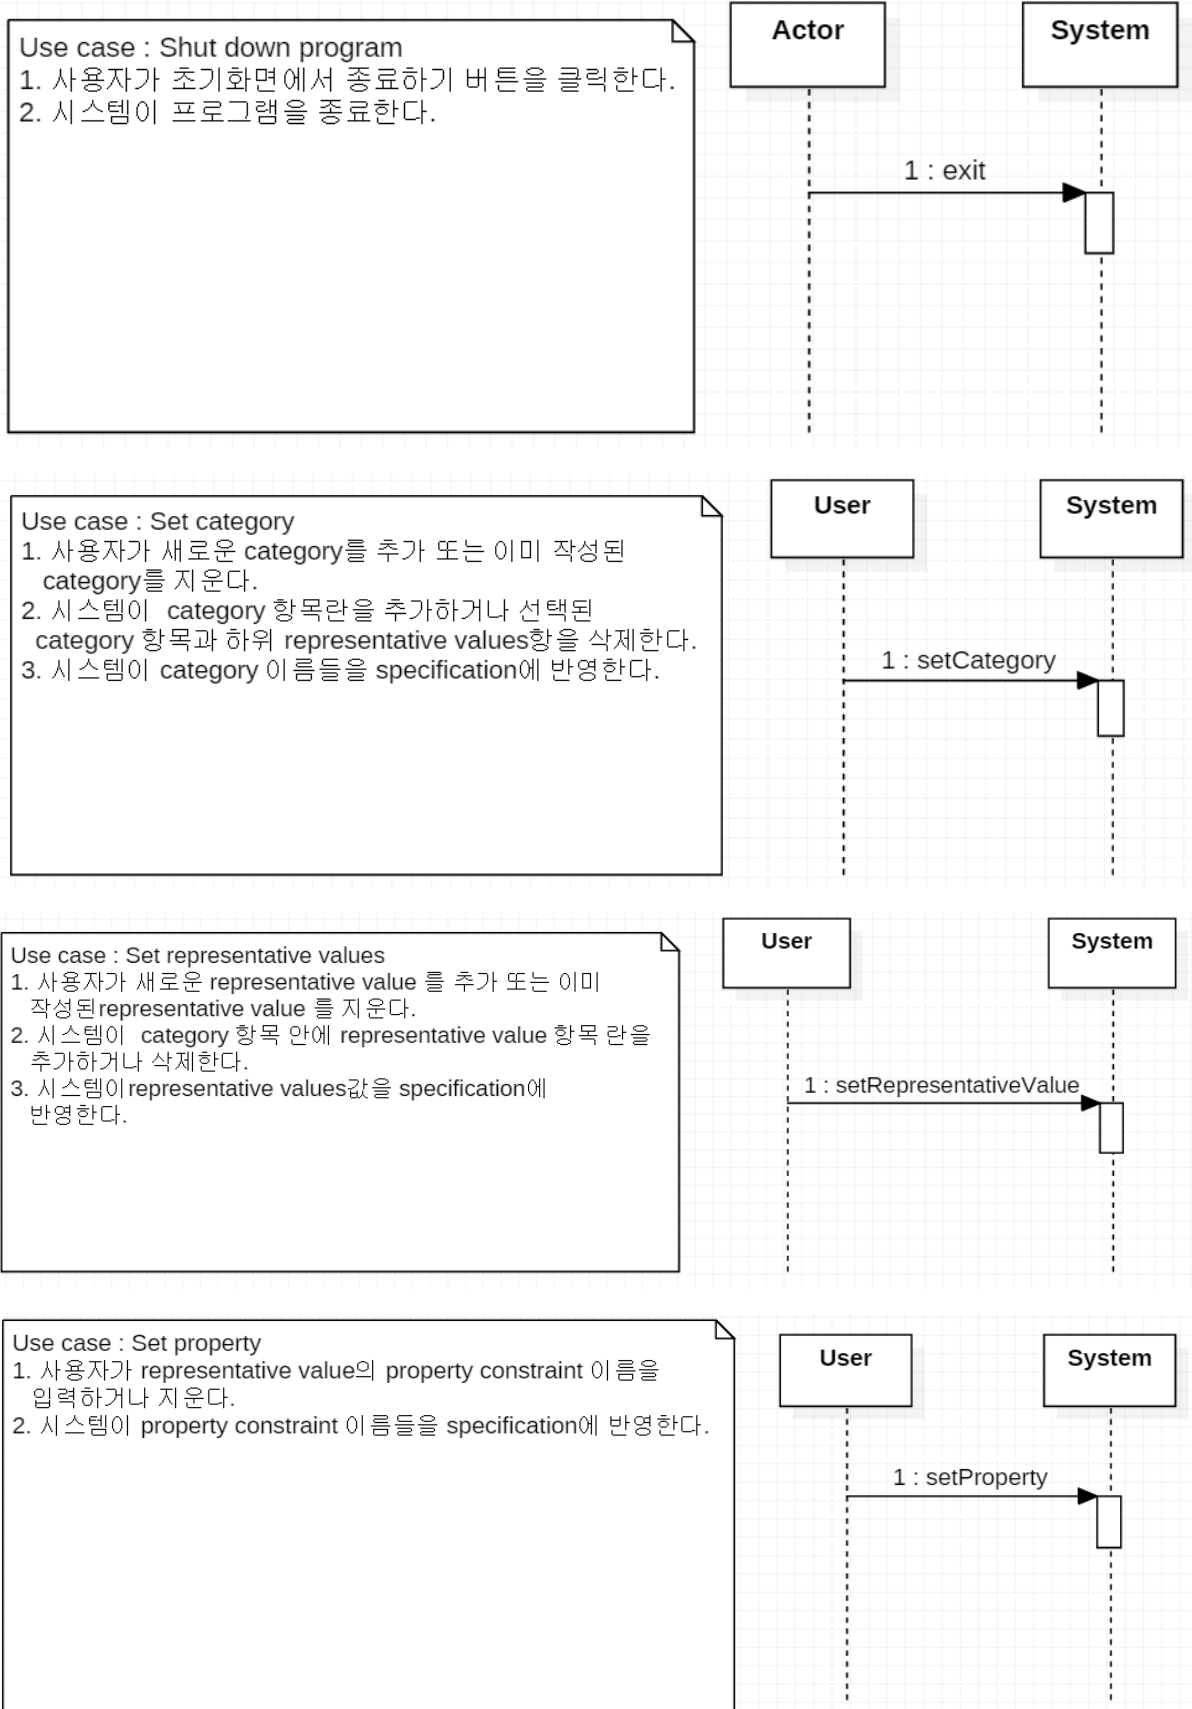 Use case : Shut down program
1. 사용자가 초기화면에서 종료하기 버튼을 클릭한다.
2. 시스템이 프로그램을 종료한다.
Actor
System
1 : exit
Use case : Set category
1. 사용자가 새로운 category를 추가 또는 이미 작성된
category를 지운다.
2. 시스템이 category 항목란을 추가하거나 선택된
category 항목과 하위 representative values항을 삭제한다.
3. 시스템이 category 이름들을 specification에 반영한다.
User
System
1 : setCategory
Use case : Set representative values
1. 사용자가 새로운 representative value 를 추가 또는 이미
작성된representative value 를 지운다.
2. 시스템이 category 항목 안에 representative value 항목 란을
추가하거나 삭제한다.
3. 시스템이representative values값을 specification에
반영한다.
User
System
1 : setRepresentativeValue
Use case : Set property
1. 사용자가 representative value의 property constraint 이름을
입력하거나 지운다.
2. 시스템이 property constraint 이름들을 specification에 반영한다.
User
System
1 : setProperty